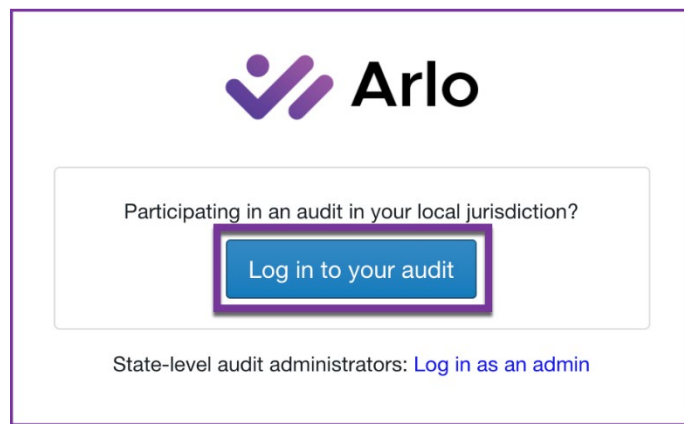 Arlo
Participating in an audit in your local jurisdiction?
Log in to your audit
State-level audit administrators: Log in as an admin